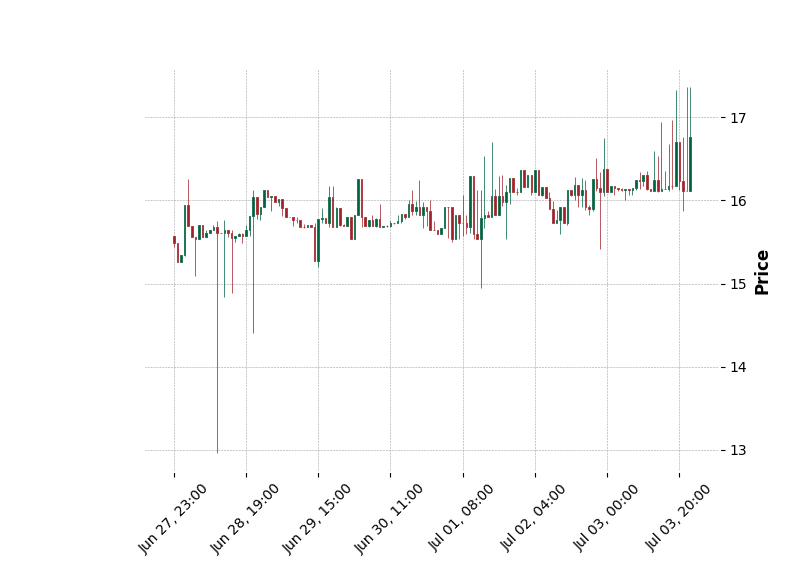 17
16
15
14
13
Price
Jun 27, 23:00
Jun 28, 19:00
Jun 29, 15:00
Jun 30, 11:00
Jul 01, 08:00
Jul 02, 04:00
Jul 03, 00:00
Jul 03, 20:00